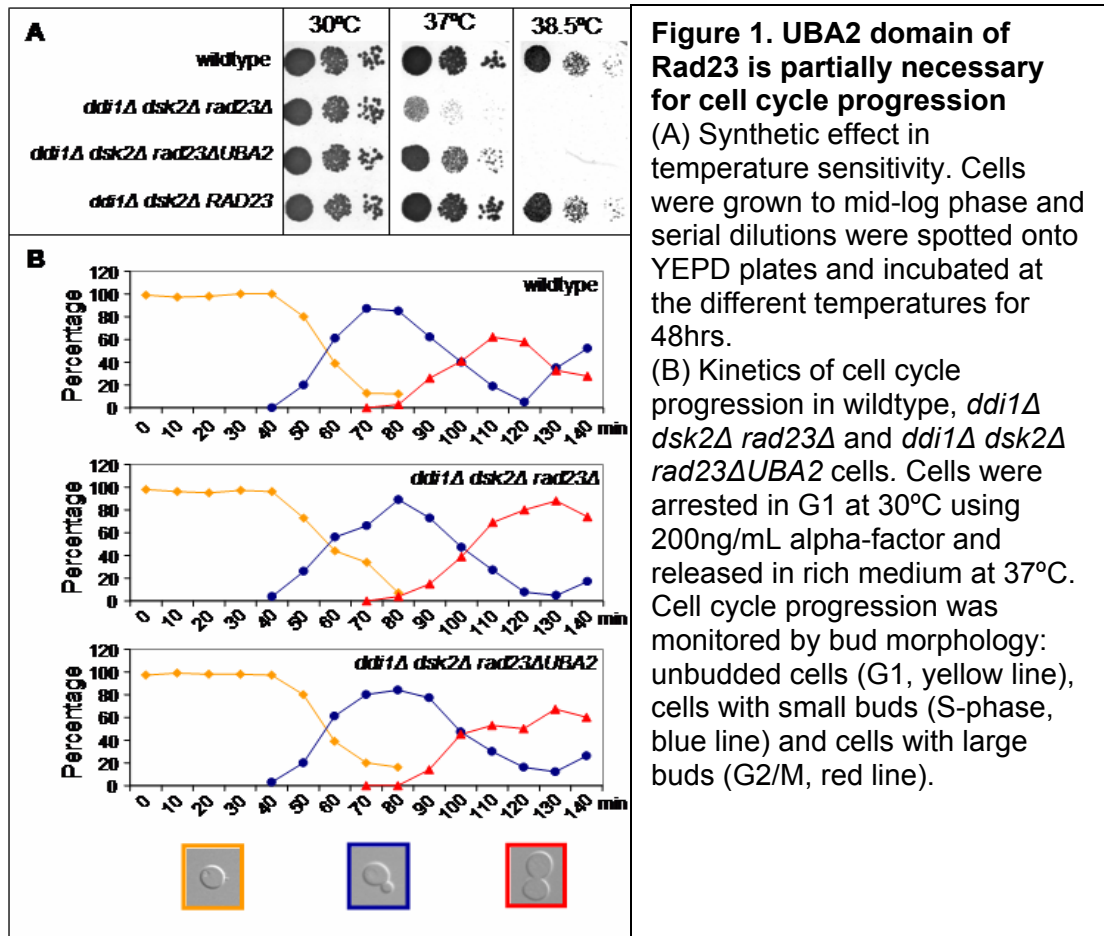 A
30ºC 37ºC 38.5ºC
wildtype
ddi1Δ dsk2Δ rad23Δ
ddi1Δ dsk2Δ rad23ΔUBA2
ddi1Δ dsk2Δ RAD23
B
120
100
80
60
40
20
0
Percentage
wildtype
0 10 20 30 40 50 60 70 80 90 100 110 120 130 140 min
120
100
80
60
40
20
0
Percentage
ddi1Δ dsk2Δ rad23Δ
0 10 20 30 40 50 60 70 80 90 100 110 120 130 140 min
120
100
80
60
40
20
0
Percentage
ddi1Δ dsk2Δ rad23ΔUBA2
0 10 20 30 40 50 60 70 80 90 100 110 120 130 140 min
Figure 1. UBA2 domain of
Rad23 is partially necessary
for cell cycle progression
(A) Synthetic effect in
temperature sensitivity. Cells
were grown to mid-log phase and
serial dilutions were spotted onto
YEPD plates and incubated at
the different temperatures for
48hrs.
(B) Kinetics of cell cycle
progression in wildtype, ddi1Δ
dsk2Δ rad23Δ and ddi1Δ dsk2Δ
rad23ΔUBA2 cells. Cells were
arrested in G1 at 30ºC using
200ng/mL alpha-factor and
released in rich medium at 37ºC.
Cell cycle progression was
monitored by bud morphology:
unbudded cells (G1, yellow line),
cells with small buds (S-phase,
blue line) and cells with large
buds (G2/M, red line).